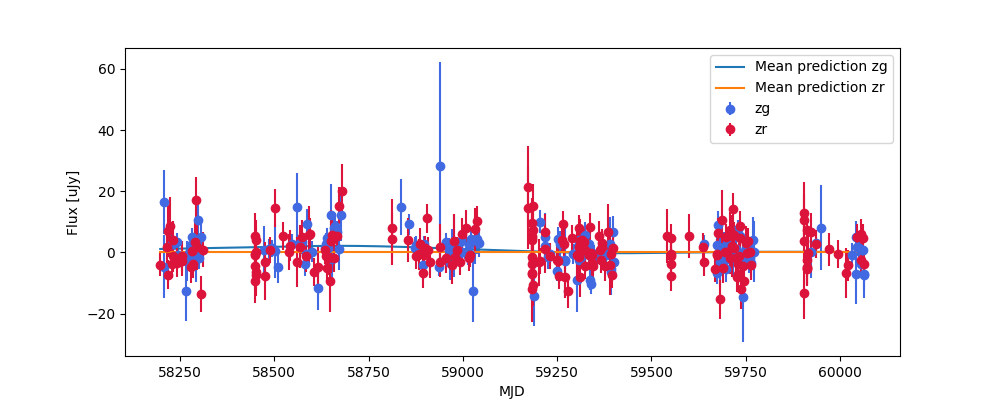 Mean prediction zg
Mean prediction zr
zg
zr
60
40
20
0
−20
Flux [uJy]
58250 58500 58750 59000 59250 59500 59750 60000
MJD